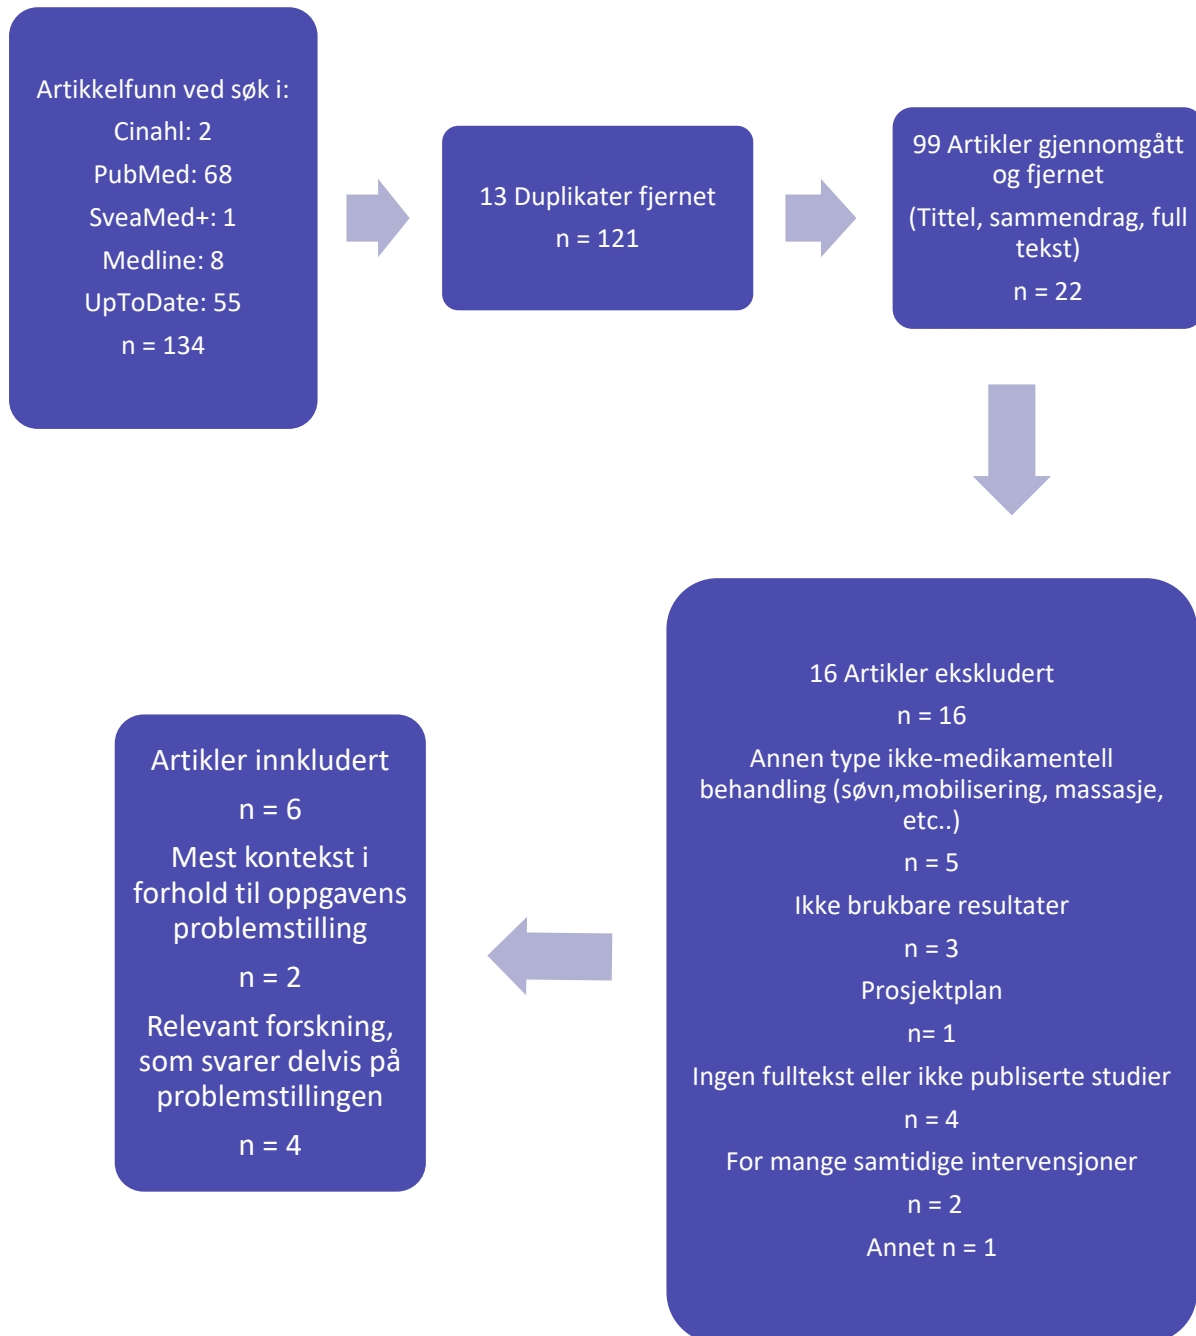 Artikkelfunn ved søk i:
Cinahl: 2
PubMed: 68
SveaMed+: 1
Medline: 8
UpToDate: 55
n = 134
13 Duplikater fjernet
n = 121
99 Artikler gjennomgått
og fjernet
(Tittel, sammendrag, full
tekst)
n = 22
16 Artikler ekskludert
n = 16
Annen type ikke-medikamentell
behandling (søvn,mobilisering, massasje,
etc..)
n = 5
Ikke brukbare resultater
n = 3
Prosjektplan
n= 1
Ingen fulltekst eller ikke publiserte studier
n = 4
For mange samtidige intervensjoner
n = 2
Annet n = 1
Artikler innkludert
n = 6
Mest kontekst i
forhold til oppgavens
problemstilling
n = 2
Relevant forskning,
som svarer delvis på
problemstillingen
n = 4